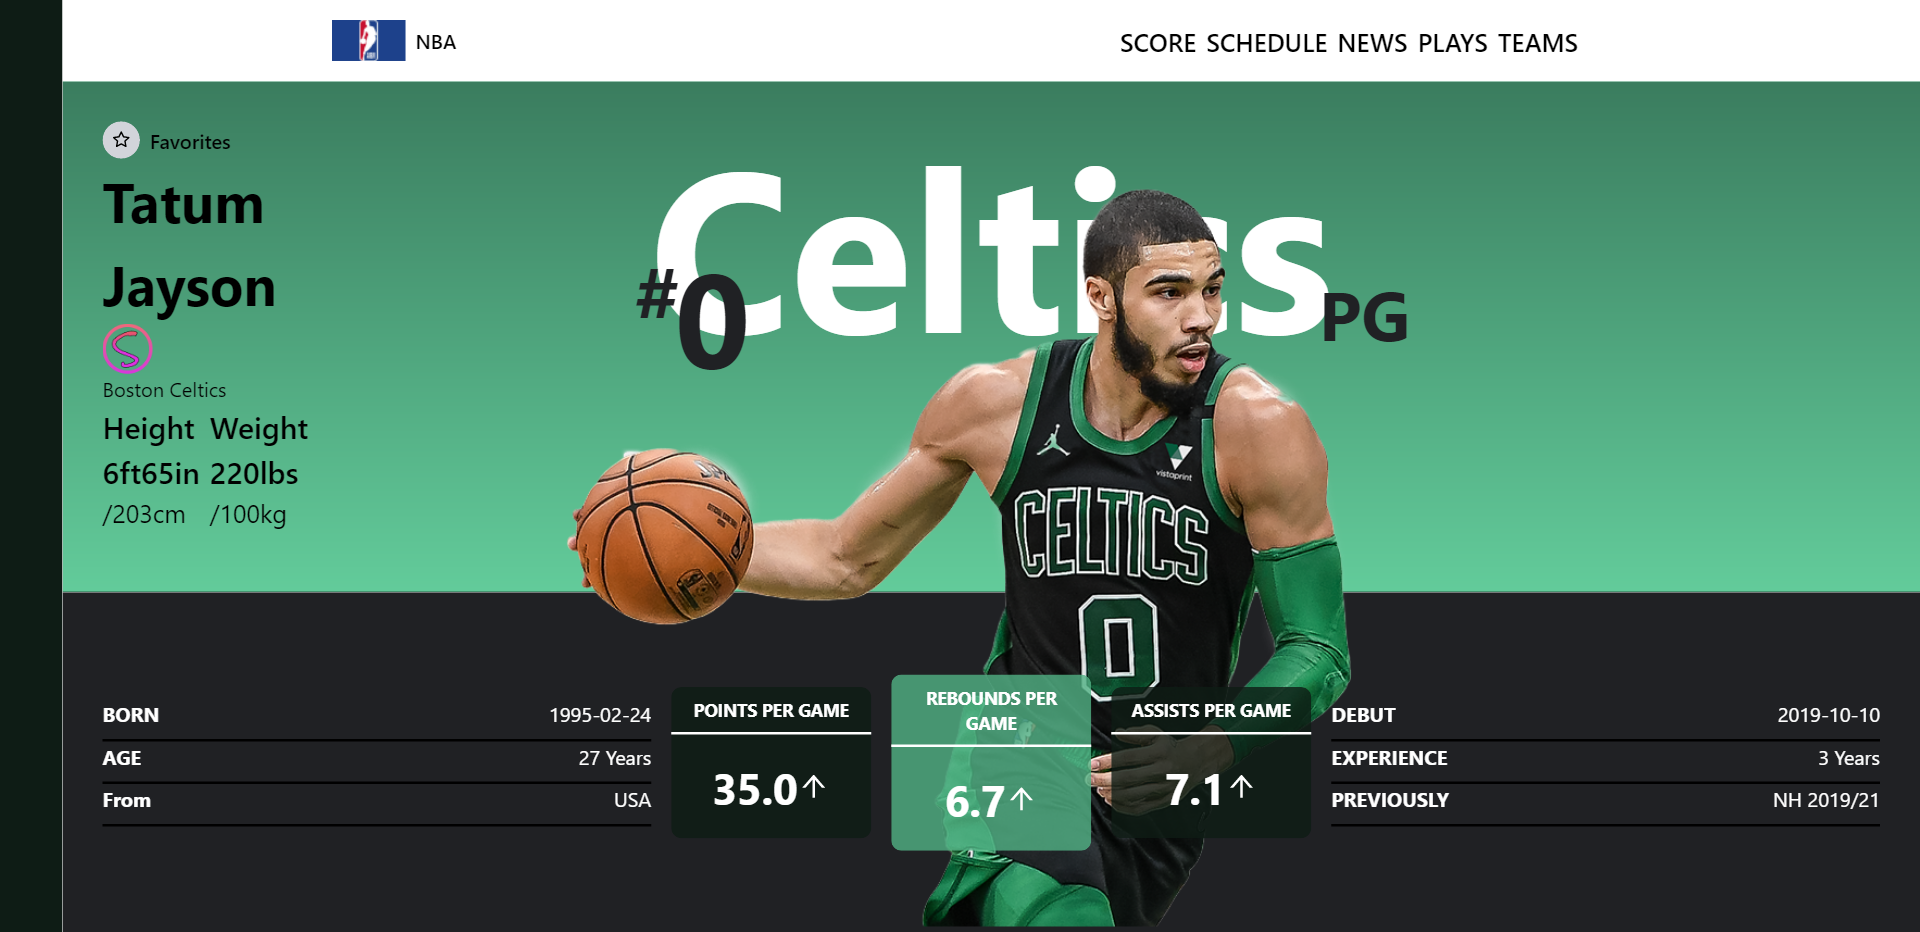 NBA
SCORE SCHEDULE NEWS PLAYS TEAMS
Favorites
Tatum
Jayson
Boston Celtics
Height Weight
6ft65in 220lbs
/203cm /100kg
Celtics
#0
PG
vistaprint
CELTICS
0
BORN 1995-02-24
AGE 27 Years
From USA
POINTS PER GAME
35.0↑
REBOUNDS PER
GAME
6.7↑
ASSISTS PER GAME
7.1↑
DEBUT 2019-10-10
EXPERIENCE 3 Years
PREVIOUSLY NH 2019/21